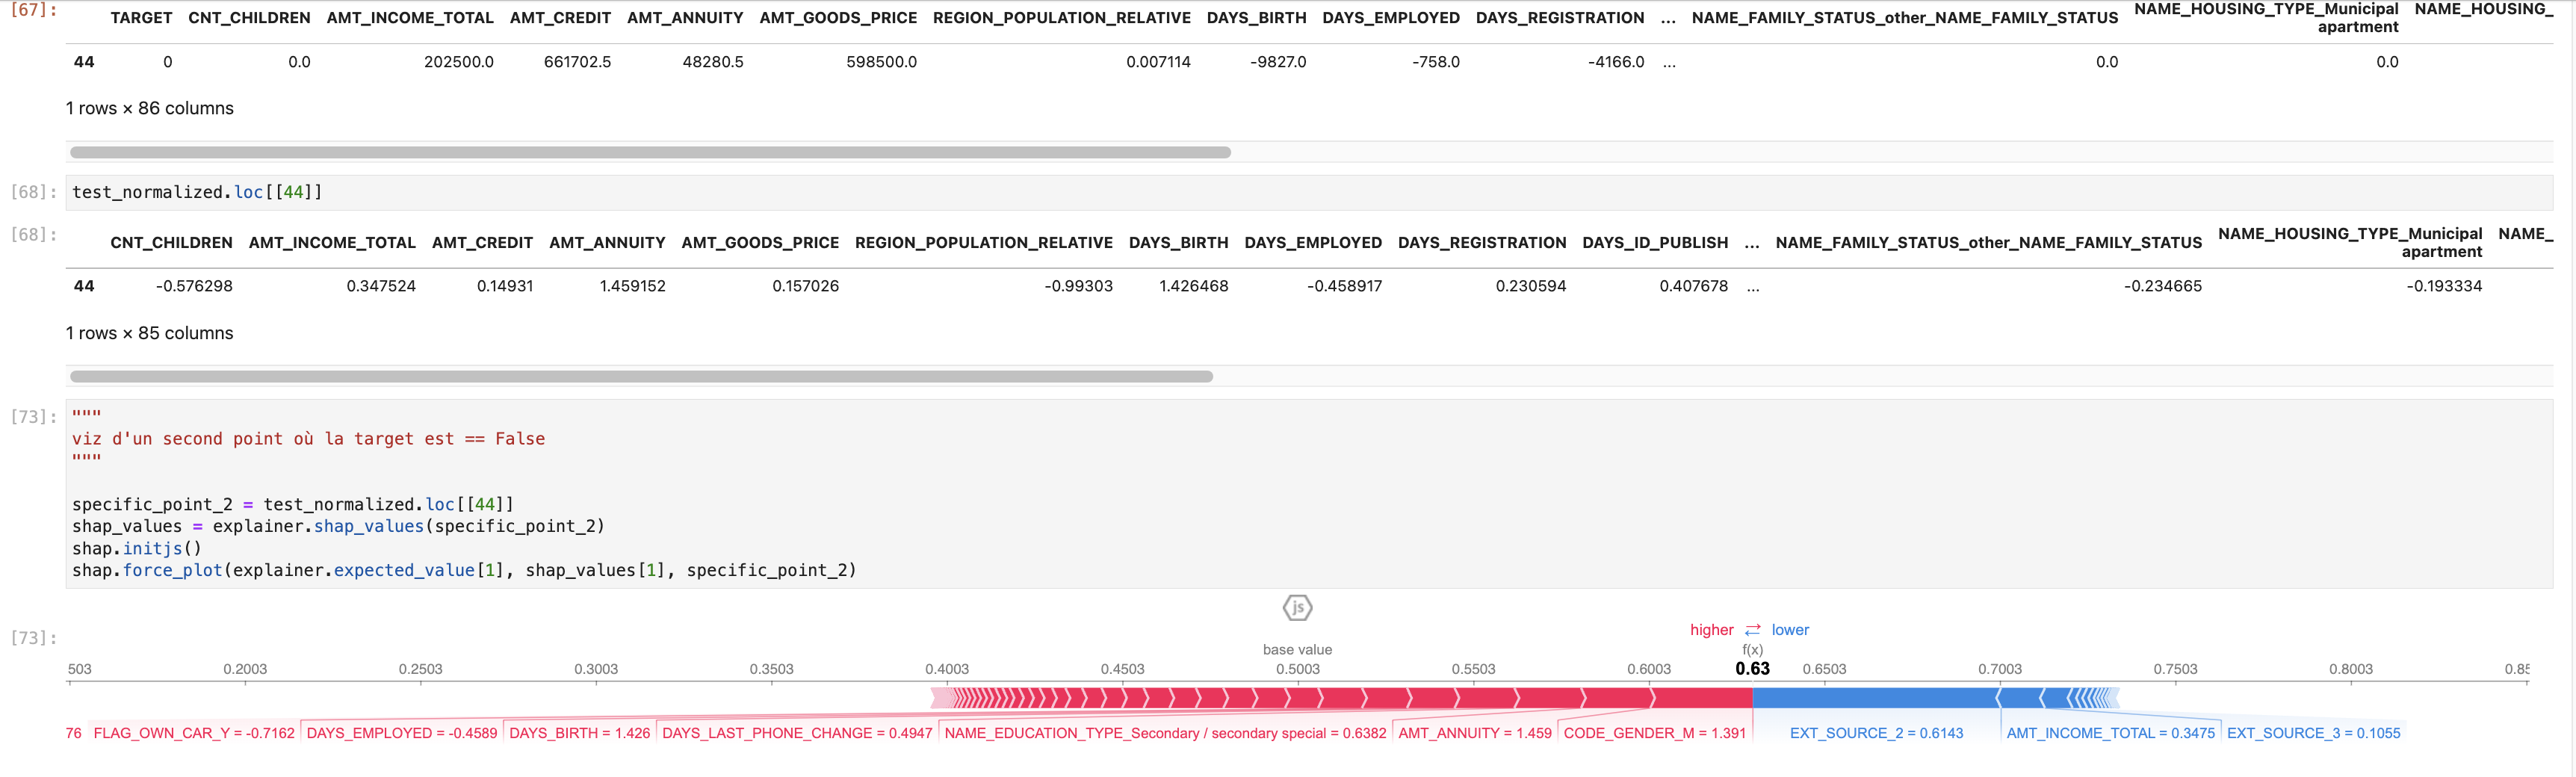 [67]:
TARGET CNT_CHILDREN AMT_INCOME_TOTAL AMT_CREDIT AMT_ANNUITY AMT_GOODS_PRICE REGION_POPULATION_RELATIVE DAYS_BIRTH DAYS_EMPLOYED DAYS_REGISTRATION ... NAME_FAMILY_STATUS_other_NAME_FAMILY_STATUS NAME_HOUSING_TYPE_Municipal apartment NAME_HOUSING_
44 0 0.0 202500.0 661702.5 48280.5 598500.0 0.007114 -9827.0 -758.0 -4166.0 ... 0.0 0.0
1 rows × 86 columns
[68]: test_normalized.loc[[44]]
[68]:
CNT_CHILDREN AMT_INCOME_TOTAL AMT_CREDIT AMT_ANNUITY AMT_GOODS_PRICE REGION_POPULATION_RELATIVE DAYS_BIRTH DAYS_EMPLOYED DAYS_REGISTRATION DAYS_ID_PUBLISH ... NAME_FAMILY_STATUS_other_NAME_FAMILY_STATUS NAME_HOUSING_TYPE_Municipal apartment NAME_
44 -0.576298 0.347524 0.14931 1.459152 0.157026 -0.99303 1.426468 -0.458917 0.230594 0.407678 ... -0.234665 -0.193334
1 rows × 85 columns
[73]: """
viz d'un second point où la target est == False
"""
specific_point_2 = test_normalized.loc[[44]]
shap_values = explainer.shap_values(specific_point_2)
shap.initjs()
shap.force_plot(explainer.expected_value[1], shap_values[1], specific_point_2)
js
[73]:
higher ⇄ lower
base value f(x)
503 0.2003 0.2503 0.3003 0.3503 0.4003 0.4503 0.5003 0.5503 0.6003 0.63 0.6503 0.7003 0.7503 0.8003 0.85
76 FLAG_OWN_CAR_Y = -0.7162 DAYS_EMPLOYED = -0.4589 DAYS_BIRTH = 1.426 DAYS_LAST_PHONE_CHANGE = 0.4947 NAME_EDUCATION_TYPE_Secondary / secondary special = 0.6382 AMT_ANNUITY = 1.459 CODE_GENDER_M = 1.391 EXT_SOURCE_2 = 0.6143 AMT_INCOME_TOTAL = 0.3475 EXT_SOURCE_3 = 0.1055